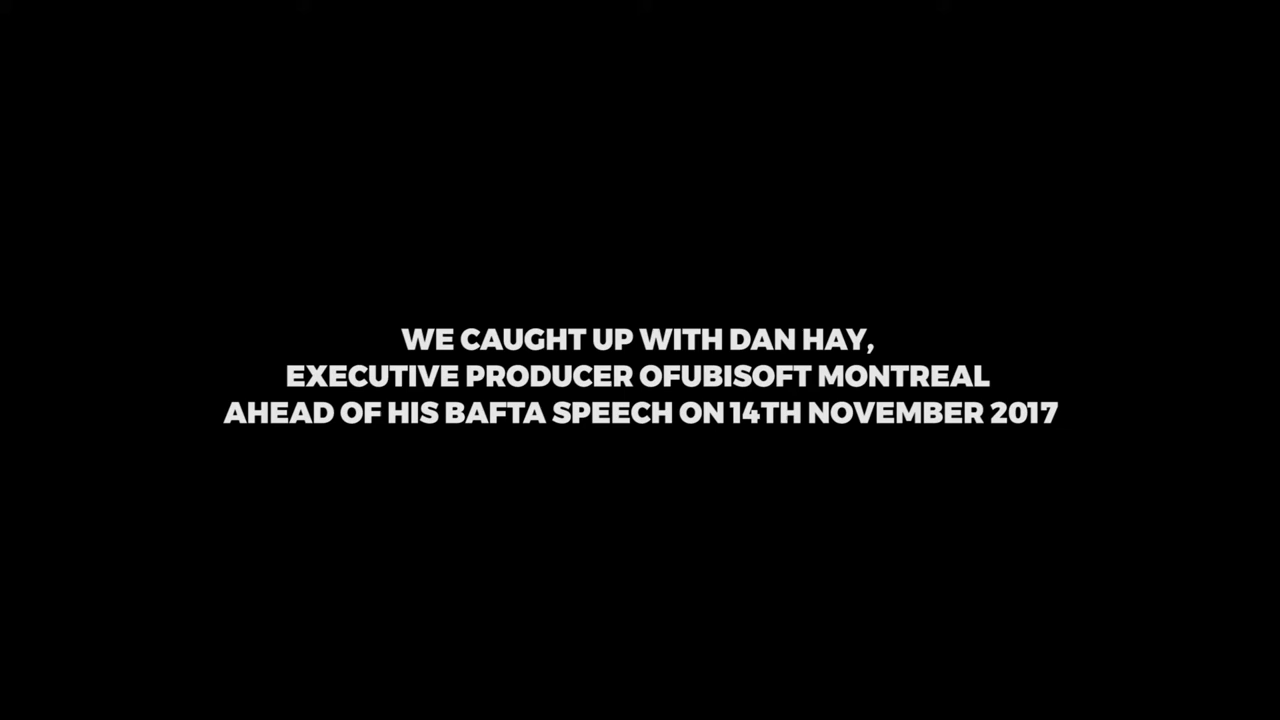 WE CAUGHT UP WITH DAN HAY,
EXECUTIVE PRODUCER OFUBISOFT MONTREAL
AHEAD OF HIS BAFTA SPEECH ON 14TH NOVEMBER 2017